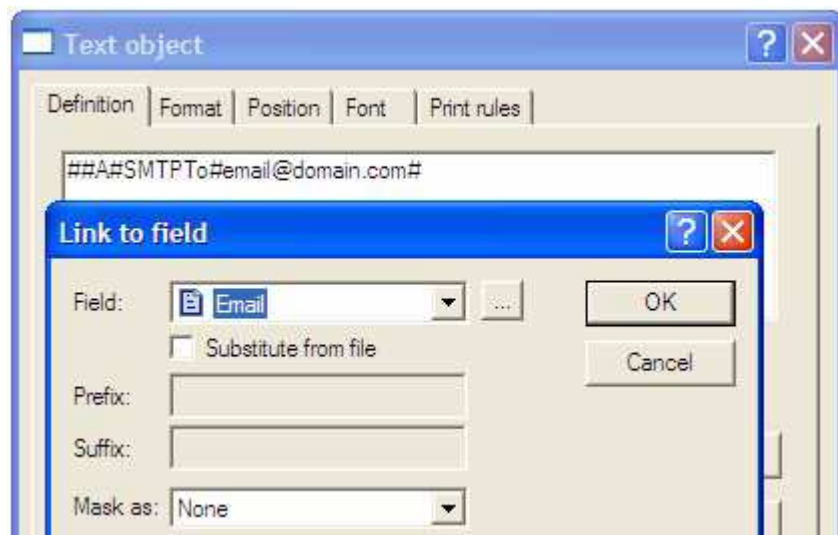 Text object
Definition Format Position Font Print rules
##A#SMTPTo#email@domain.com#
Link to field
Field: Email ... OK
Substitute from file
Cancel
Prefix:
Suffix:
Mask as: None